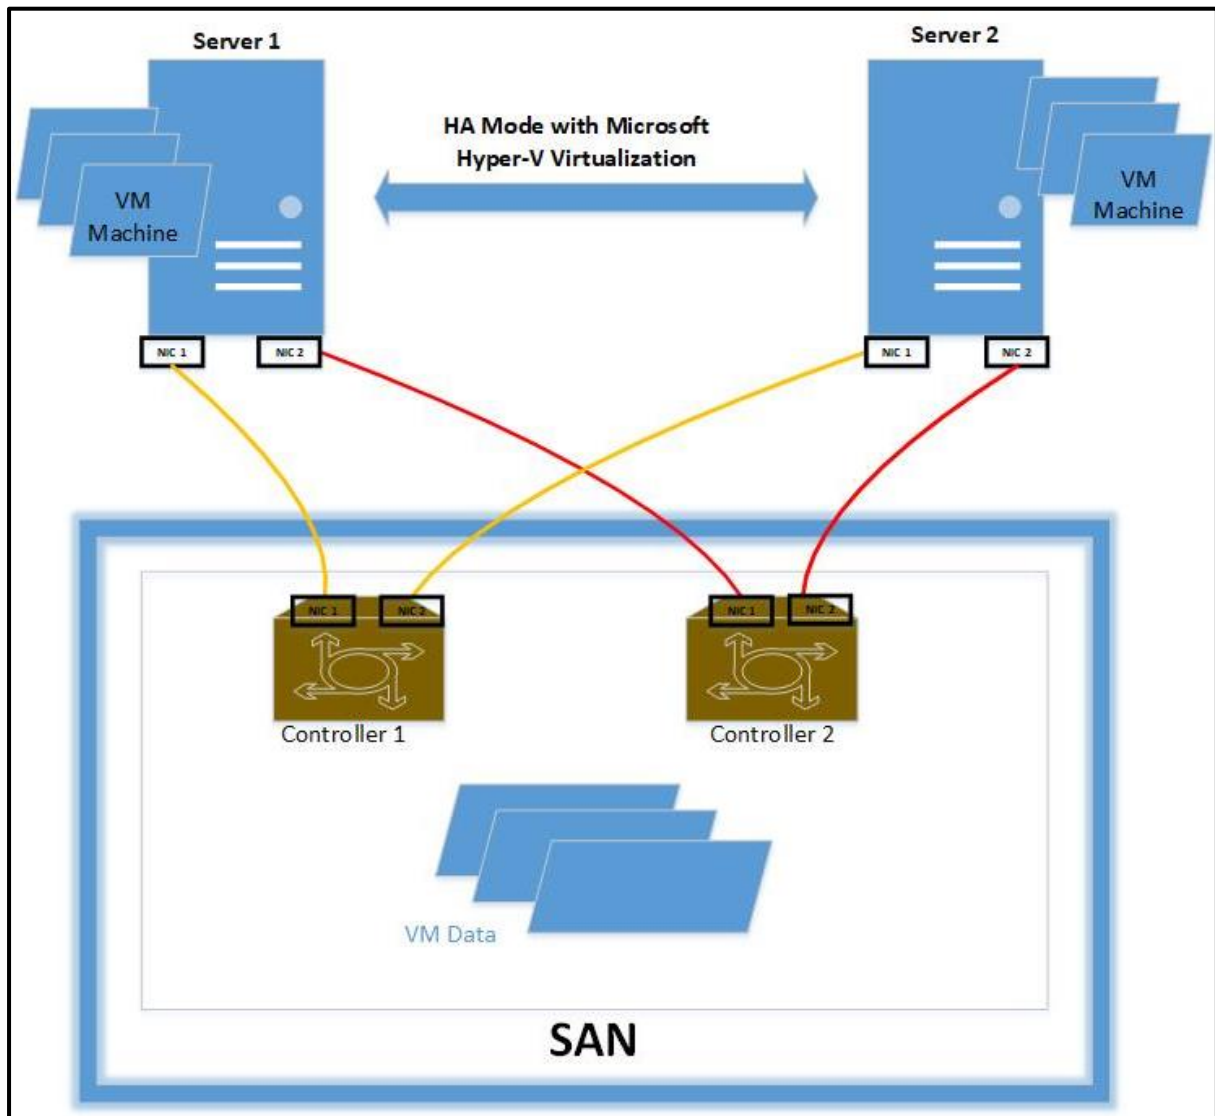 Server 1
Server 2
HA Mode with Microsoft
Hyper-V Virtualization
VM
Machine
VM
Machine
NIC 1
NIC 2
NIC 1
NIC 2
NIC 1
NIC 2
NIC 1
NIC 2
Controller 1
Controller 2
VM Data
SAN